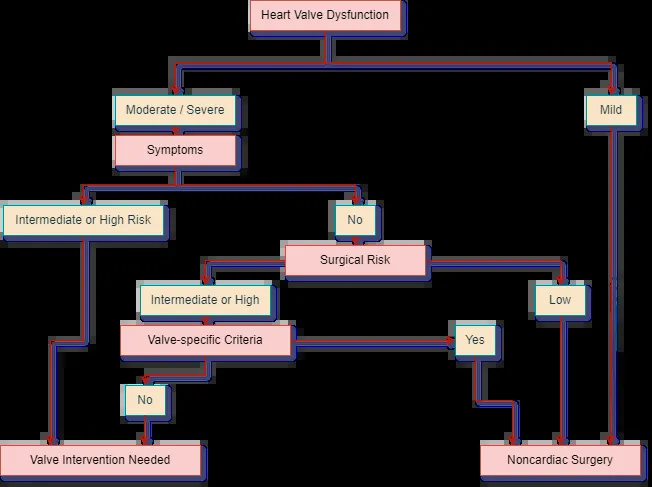 Heart Valve Dysfunction
Moderate / Severe
Mild
Symptoms
Intermediate or High Risk
No
Surgical Risk
Intermediate or High
Low
Valve-specific Criteria
Yes
No
Valve Intervention Needed
Noncardiac Surgery